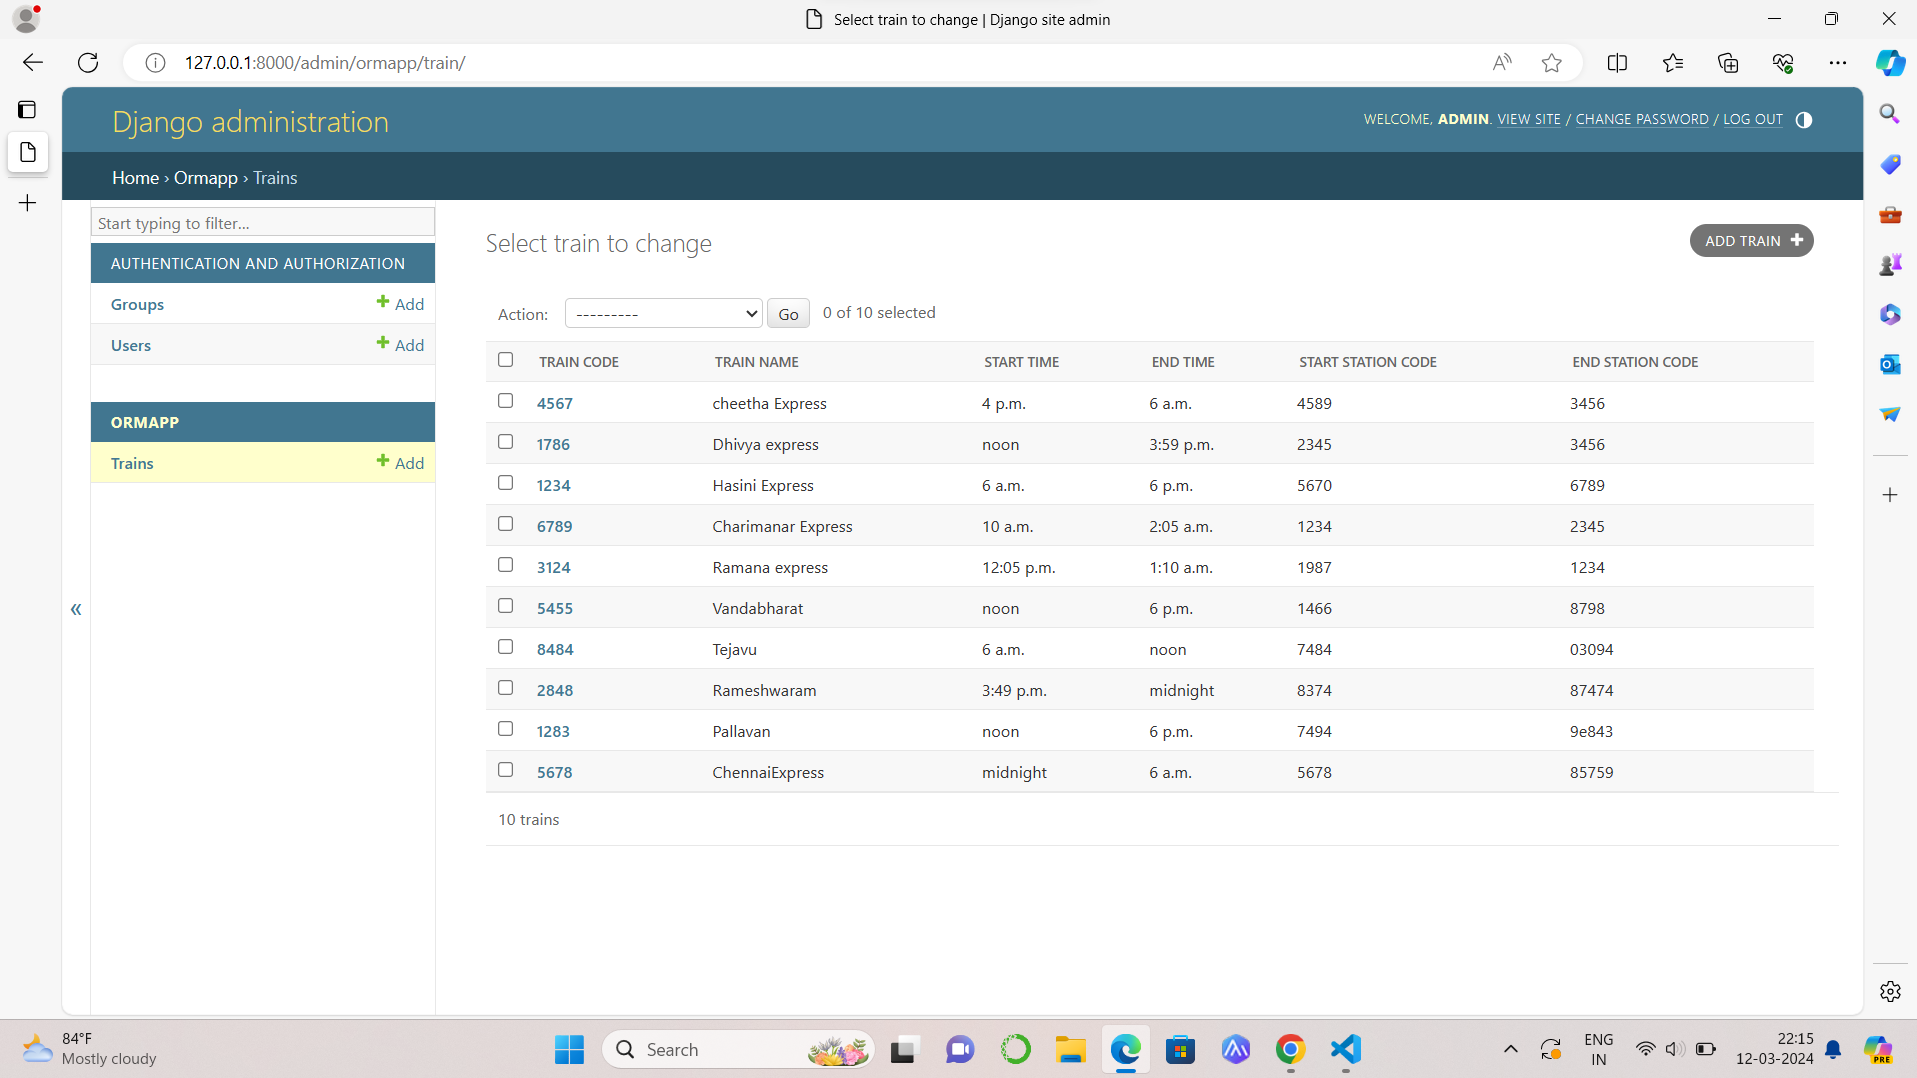 Select train to change | Django site admin
127.0.0.1:8000/admin/ormapp/train/
Django administration
WELCOME, ADMIN. VIEW SITE / CHANGE PASSWORD / LOG OUT
Home › Ormapp › Trains
Start typing to filter...
AUTHENTICATION AND AUTHORIZATION
Groups Add
Users Add
ORMAPP
Trains Add
«
Select train to change
ADD TRAIN
Action: --------- Go 0 of 10 selected
TRAIN CODE TRAIN NAME START TIME END TIME START STATION CODE END STATION CODE
4567 cheetha Express 4 p.m. 6 a.m. 4589 3456
1786 Dhivya express noon 3:59 p.m. 2345 3456
1234 Hasini Express 6 a.m. 6 p.m. 5670 6789
6789 Charimanar Express 10 a.m. 2:05 a.m. 1234 2345
3124 Ramana express 12:05 p.m. 1:10 a.m. 1987 1234
5455 Vandabharat noon 6 p.m. 1466 8798
8484 Tejavu 6 a.m. noon 7484 03094
2848 Rameshwaram 3:49 p.m. midnight 8374 87474
1283 Pallavan noon 6 p.m. 7494 9e843
5678 ChennaiExpress midnight 6 a.m. 5678 85759
10 trains
84°F
Mostly cloudy
Search
ENG
IN
22:15
12-03-2024
PRE